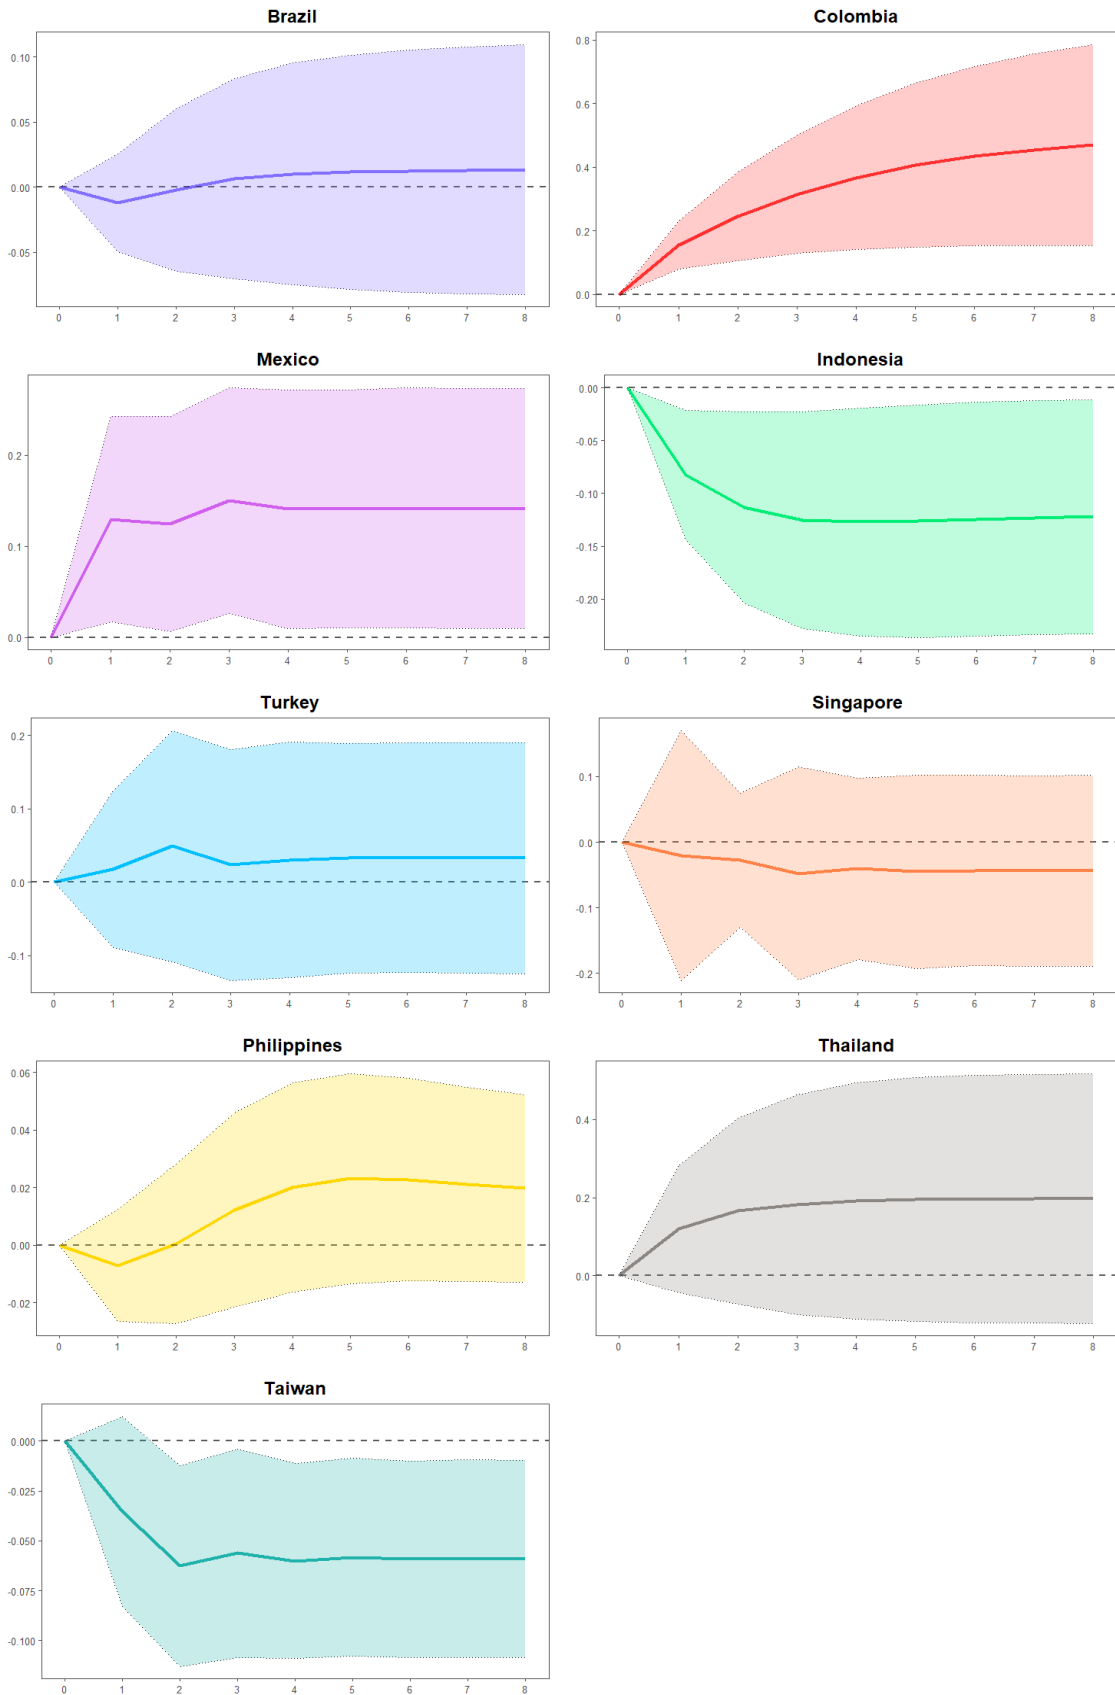 Brazil
0.10
0.05
0.00
-0.05
0 1 2 3 4 5 6 7 8
Colombia
0.8
0.6
0.4
0.2
0.0
0 1 2 3 4 5 6 7 8
Mexico
0.2
0.1
0.0
0 1 2 3 4 5 6 7 8
Indonesia
0.00
-0.05
-0.10
-0.15
-0.20
0 1 2 3 4 5 6 7 8
Turkey
0.2
0.1
0.0
-0.1
0 1 2 3 4 5 6 7 8
Singapore
0.1
0.0
-0.1
-0.2
0 1 2 3 4 5 6 7 8
Philippines
0.06
0.04
0.02
0.00
-0.02
0 1 2 3 4 5 6 7 8
Thailand
0.4
0.2
0.0
0 1 2 3 4 5 6 7 8
Taiwan
0.000
-0.025
-0.050
-0.075
-0.100
0 1 2 3 4 5 6 7 8